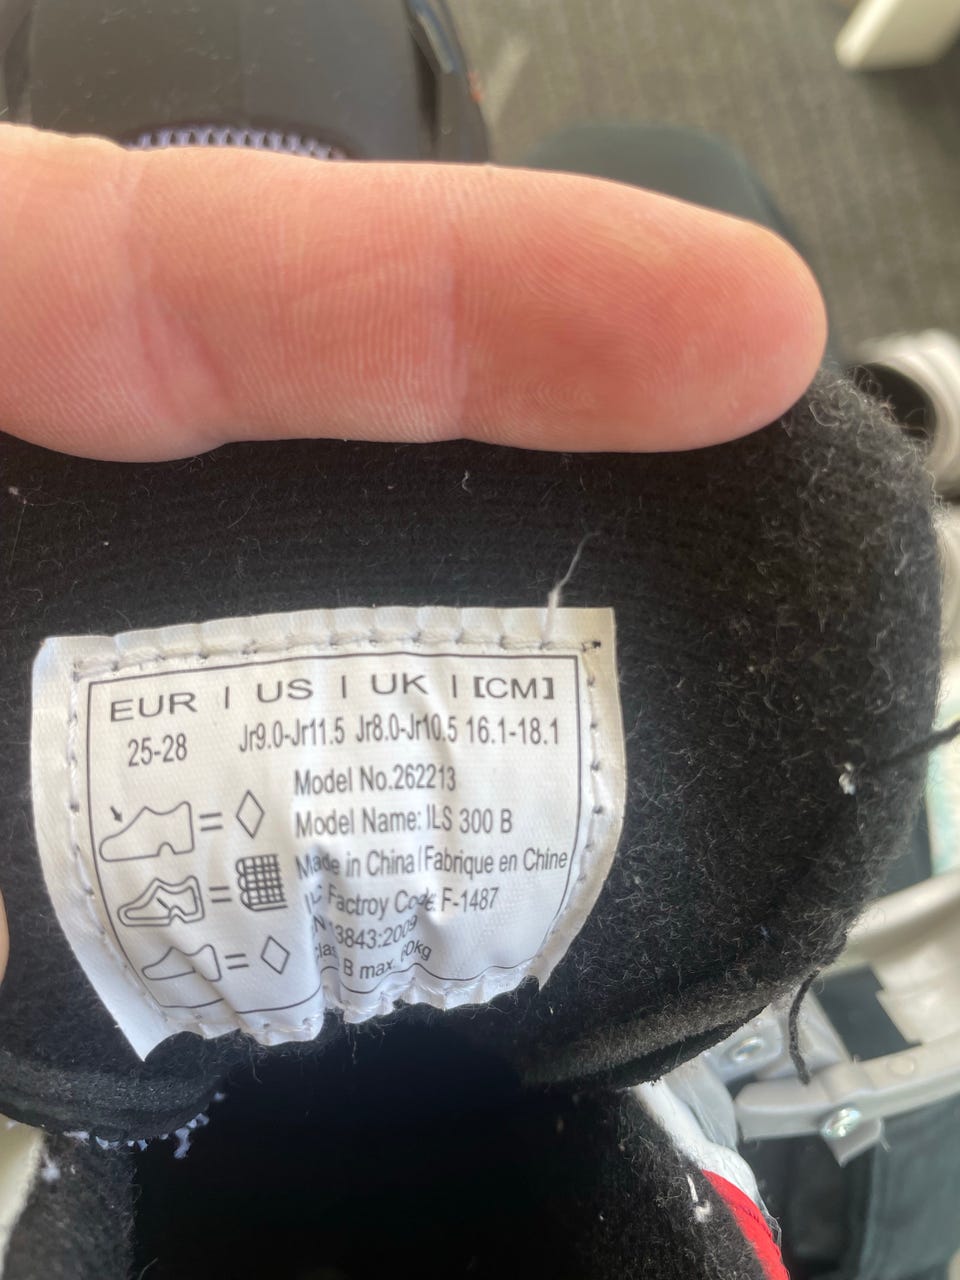 EUR | US | UK | [CM]
25-28 Jr9.0-Jr11.5 Jr8.0-Jr10.5 16.1-18.1
Model No.262213
Model Name: ILS 300 B
Made in China | Fabrique en Chine
Factroy Code F-1487
13843:2009
B max. 60kg